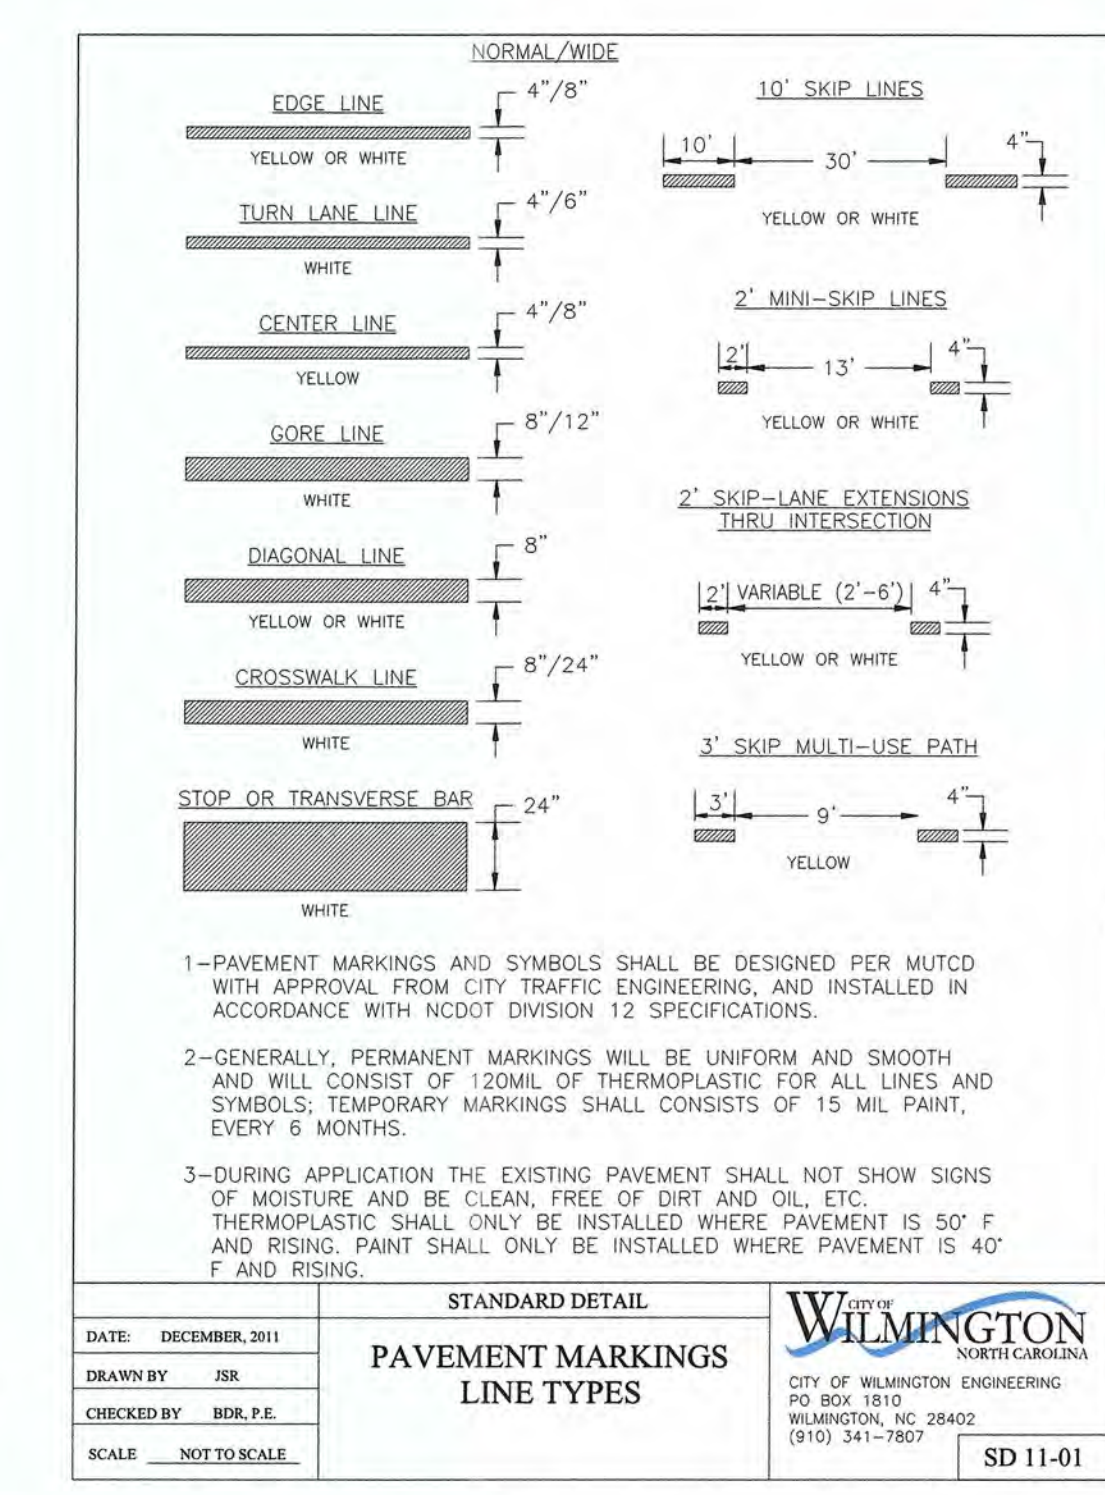 NORMAL/WIDE
EDGE LINE
4"/8"
YELLOW OR WHITE
TURN LANE LINE
4"/6"
WHITE
CENTER LINE
4"/8"
YELLOW
GORE LINE
8"/12"
WHITE
DIAGONAL LINE
8"
YELLOW OR WHITE
CROSSWALK LINE
8"/24"
WHITE
STOP OR TRANSVERSE BAR
24"
WHITE
10' SKIP LINES
10'
30'
4"
YELLOW OR WHITE
2' MINI-SKIP LINES
2'
13'
4"
YELLOW OR WHITE
2' SKIP-LANE EXTENSIONS
THRU INTERSECTION
2'
VARIABLE (2'-6')
4"
YELLOW OR WHITE
3' SKIP MULTI-USE PATH
3'
9'
4"
YELLOW
1-PAVEMENT MARKINGS AND SYMBOLS SHALL BE DESIGNED PER MUTCD
WITH APPROVAL FROM CITY TRAFFIC ENGINEERING, AND INSTALLED IN
ACCORDANCE WITH NCDOT DIVISION 12 SPECIFICATIONS.
2-GENERALLY, PERMANENT MARKINGS WILL BE UNIFORM AND SMOOTH
AND WILL CONSIST OF 120MIL OF THERMOPLASTIC FOR ALL LINES AND
SYMBOLS; TEMPORARY MARKINGS SHALL CONSISTS OF 15 MIL PAINT,
EVERY 6 MONTHS.
3-DURING APPLICATION THE EXISTING PAVEMENT SHALL NOT SHOW SIGNS
OF MOISTURE AND BE CLEAN, FREE OF DIRT AND OIL, ETC.
THERMOPLASTIC SHALL ONLY BE INSTALLED WHERE PAVEMENT IS 50° F
AND RISING. PAINT SHALL ONLY BE INSTALLED WHERE PAVEMENT IS 40°
F AND RISING.
DATE: DECEMBER, 2011
DRAWN BY JSR
CHECKED BY BDR, P.E.
SCALE NOT TO SCALE
STANDARD DETAIL
PAVEMENT MARKINGS
LINE TYPES
CITY OF
WILMINGTON
NORTH CAROLINA
CITY OF WILMINGTON ENGINEERING
PO BOX 1810
WILMINGTON, NC 28402
(910) 341-7807
SD 11-01